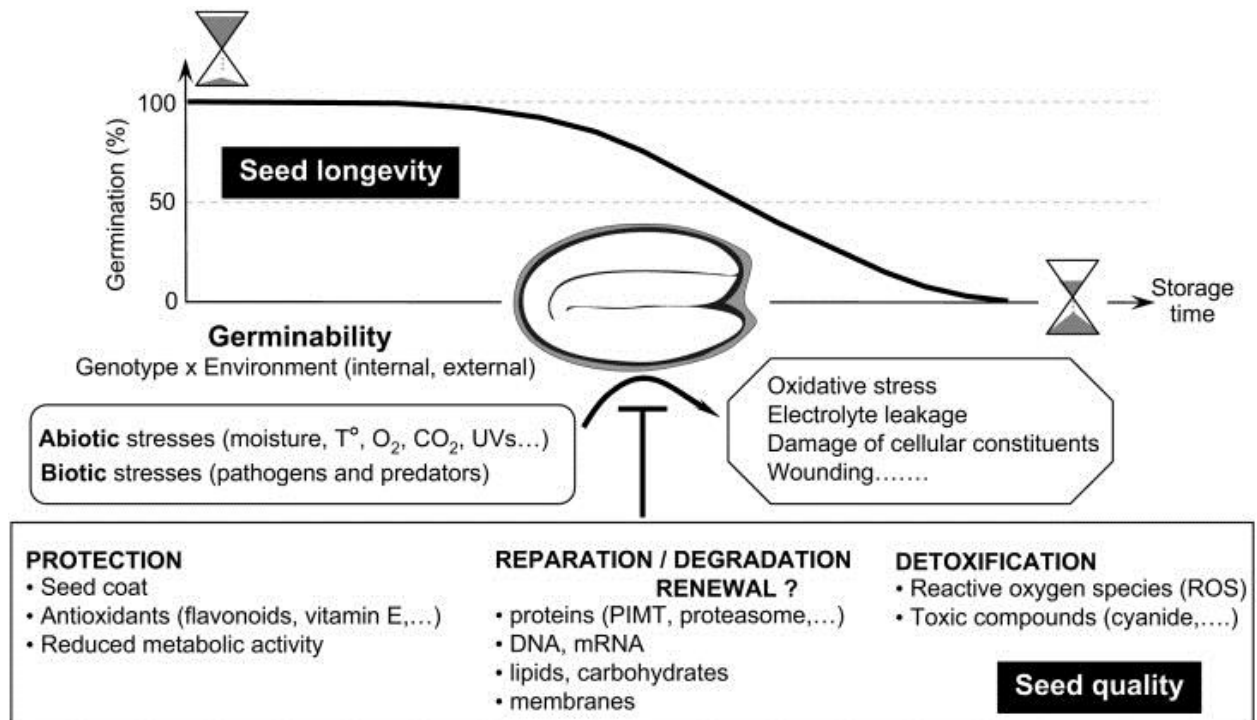 100
50
0
Germination (%)
Seed longevity
Storage
time
Germinability
Genotype x Environment (internal, external)
Abiotic stresses (moisture, T°, O₂, CO₂, UVs…)
Biotic stresses (pathogens and predators)
Oxidative stress
Electrolyte leakage
Damage of cellular constituents
Wounding…….
PROTECTION
• Seed coat
• Antioxidants (flavonoids, vitamin E,…)
• Reduced metabolic activity
REPARATION / DEGRADATION
RENEWAL ?
• proteins (PIMT, proteasome,…)
• DNA, mRNA
• lipids, carbohydrates
• membranes
DETOXIFICATION
• Reactive oxygen species (ROS)
• Toxic compounds (cyanide,….)
Seed quality